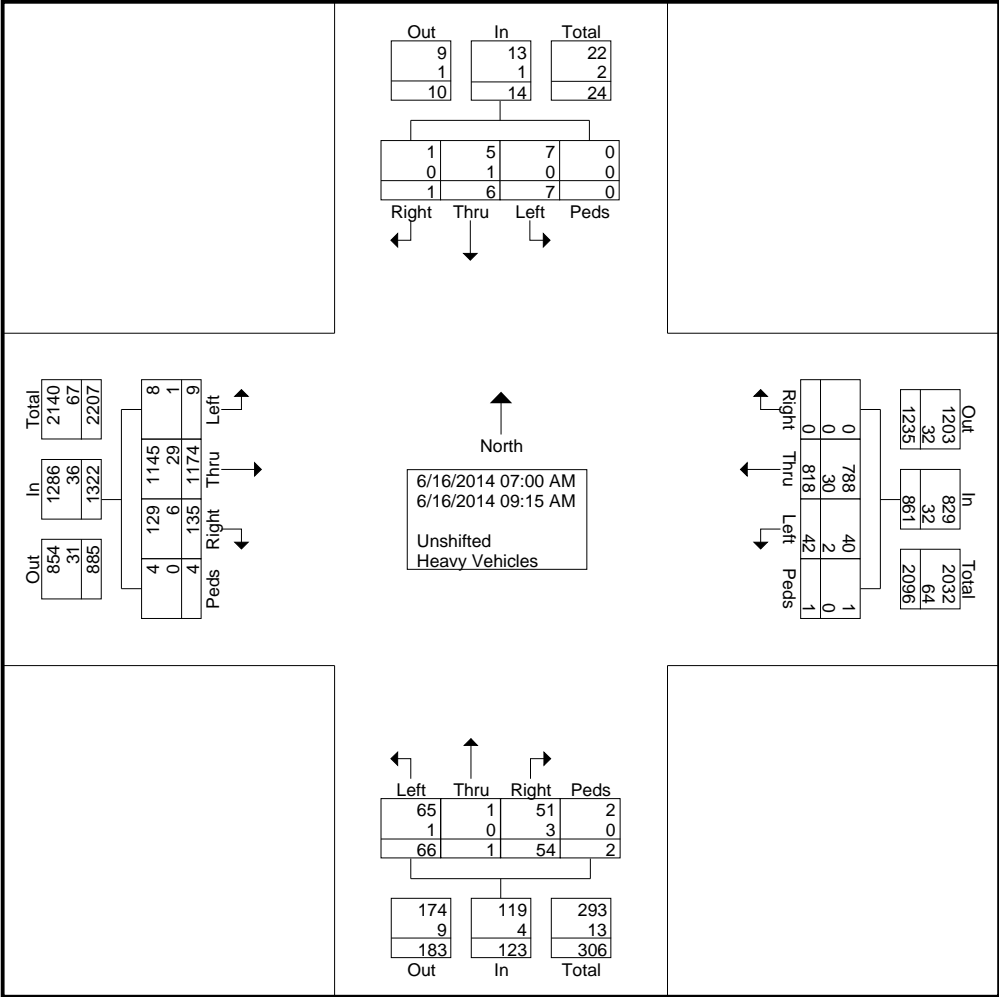 Out In Total
9 13 22
1 1 2
10 14 24
1 5 7 0
0 1 0 0
1 6 7 0
Right Thru Left Peds
Total
2140
67
2207
In
1286
36
1322
Out
854
31
885
8
1
9
Left
1145
29
1174
Thru
129
6
135
Right
4
0
4
Peds
North
6/16/2014 07:00 AM
6/16/2014 09:15 AM
Unshifted
Heavy Vehicles
Right
0
0
0
Thru
788
30
818
Left
40
2
42
Peds
1
0
1
Out
1203
32
1235
In
829
32
861
Total
2032
64
2096
Left Thru Right Peds
65 1 51 2
1 0 3 0
66 1 54 2
174 119 293
9 4 13
183 123 306
Out In Total